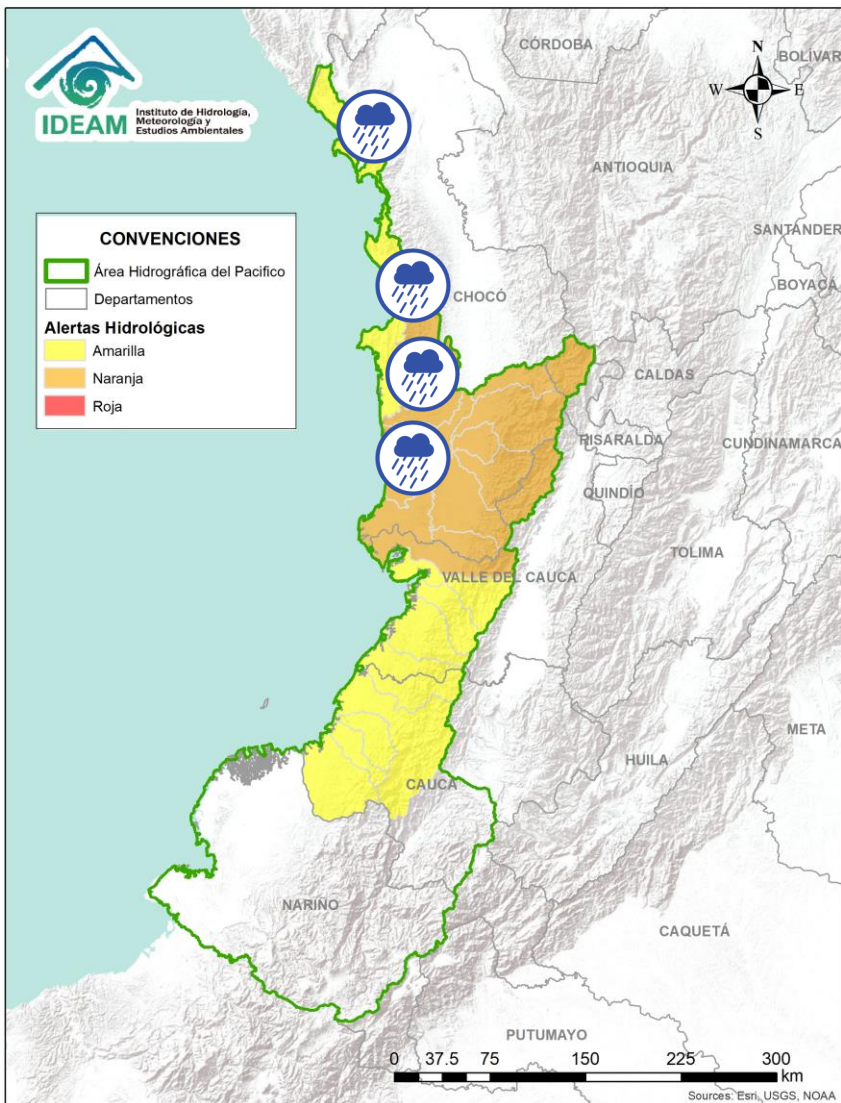 IDEAM
Instituto de Hidrología,
Meteorología y
Estudios Ambientales
CÓRDOBA
BOLÍVAR
N
W E
S
ANTIOQUIA
CONVENCIONES
Área Hidrográfica del Pacifico
Departamentos
Alertas Hidrológicas
Amarilla
Naranja
Roja
SANTANDER
BOYACÁ
CHOCÓ
CALDAS
RISARALDA
CUNDINAMARCA
QUINDÍO
TOLIMA
VALLE DEL CAUCA
META
HUILA
CAUCA
NARIÑO
CAQUETÁ
PUTUMAYO
0 37.5 75 150 225 300
km
Sources: Esri, USGS, NOAA